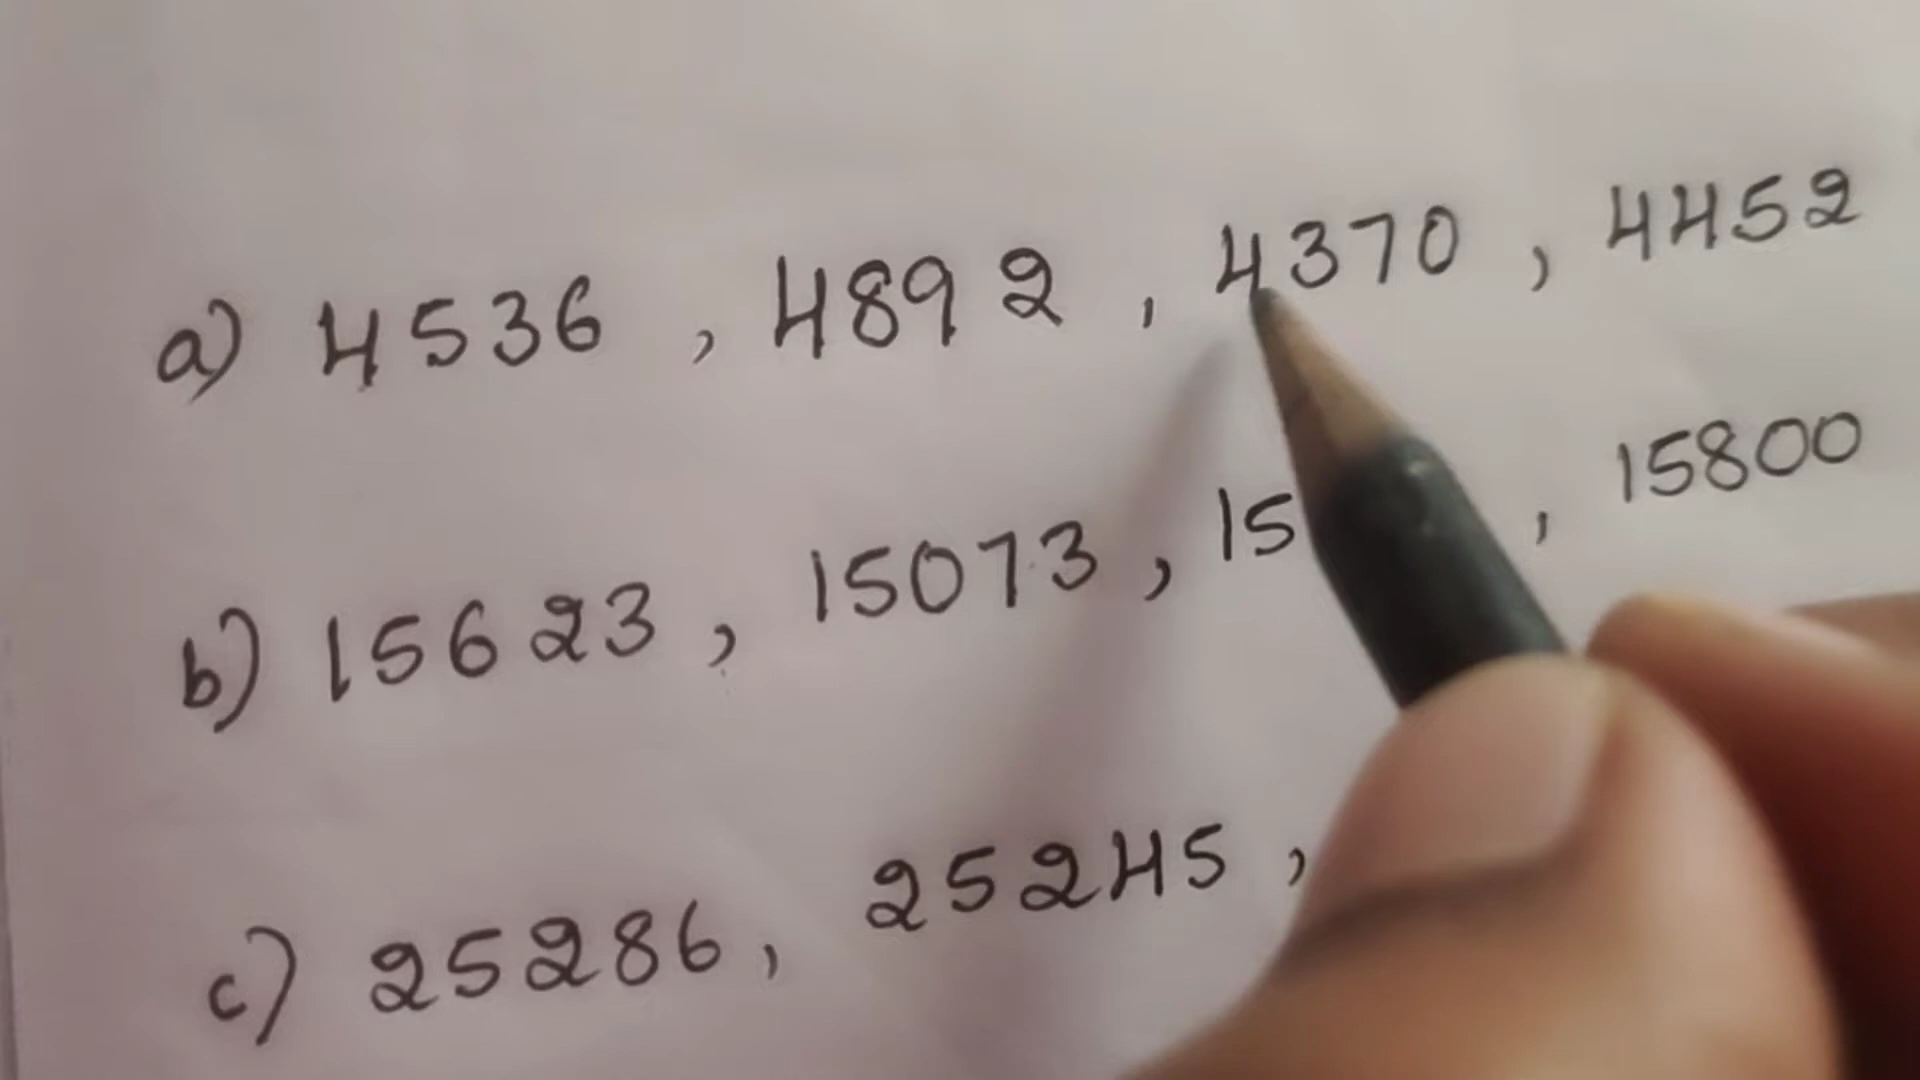 a) 4536 , 4892 , 4370 , 4452
b) 15623 , 15073 , 15 , 15800
c) 25286 , 25245 ,